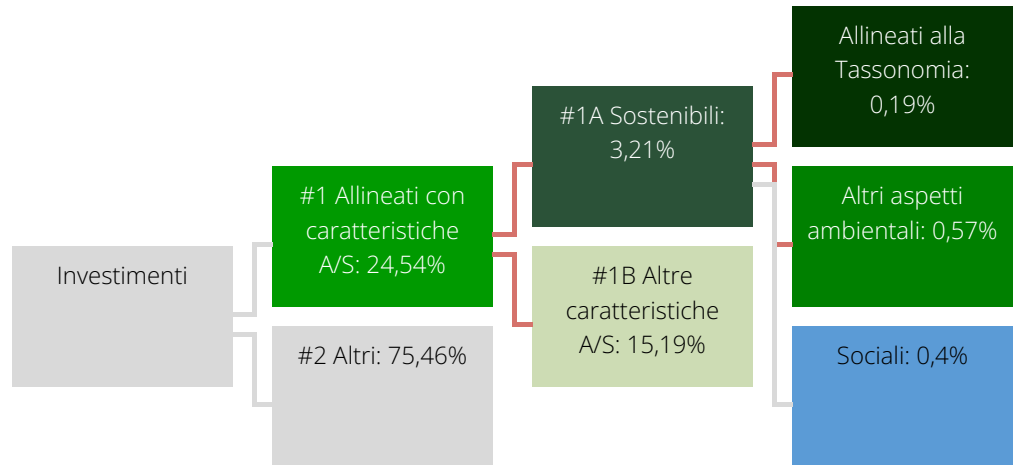 Investimenti
#1 Allineati con
caratteristiche
A/S: 24,54%
#2 Altri: 75,46%
#1A Sostenibili:
3,21%
#1B Altre
caratteristiche
A/S: 15,19%
Allineati alla
Tassonomia:
0,19%
Altri aspetti
ambientali: 0,57%
Sociali: 0,4%